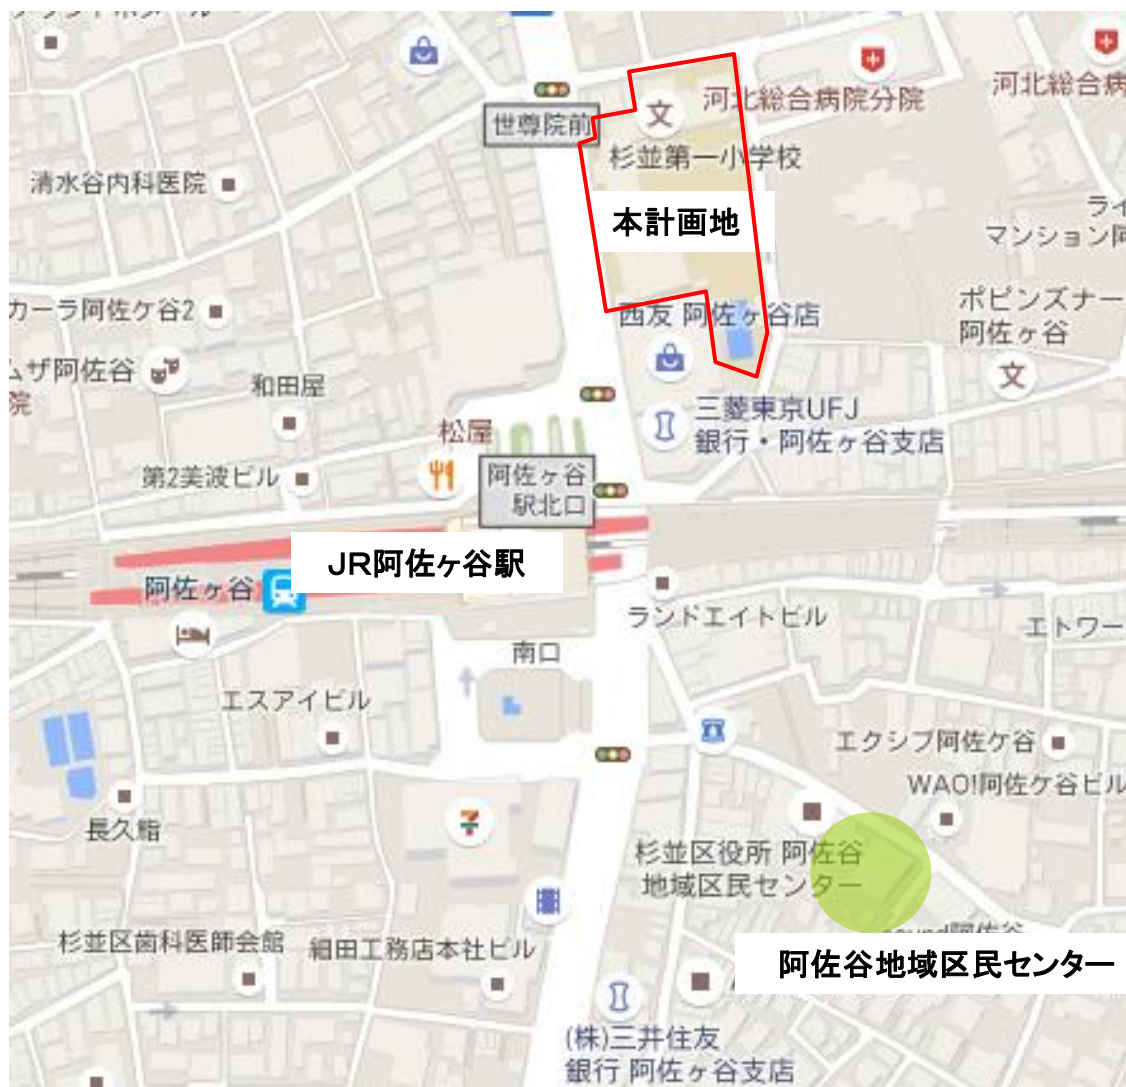 河北総合病院分院
河北総合病
世尊院前
杉並第一小学校
清水谷内科医院
本計画地
ライ
マンション阿
カーラ阿佐ケ谷2
西友 阿佐ヶ谷店
ポピンズナー
阿佐ヶ谷
ムザ阿佐谷
院
和田屋
三菱東京UFJ
銀行・阿佐ヶ谷支店
松屋
第2美波ビル
阿佐ヶ谷
駅北口
JR阿佐ヶ谷駅
阿佐ヶ谷
ランドエイトビル
エトワー
南口
エスアイビル
エクシブ阿佐ケ谷
WAO!阿佐ケ谷ビル
長久鮨
杉並区役所 阿佐谷
地域区民センター
杉並区歯科医師会館
細田工務店本社ビル
阿佐谷地域区民センター
(株)三井住友
銀行 阿佐ヶ谷支店